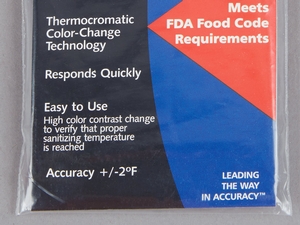 Thermocromatic
Color-Change
Technology
Meets
FDA Food Code
Requirements
Responds Quickly
Easy to Use
High color contrast change
to verify that proper
sanitizing temperature
is reached
Accuracy +/-2ºF
LEADING
THE WAY
IN ACCURACY™